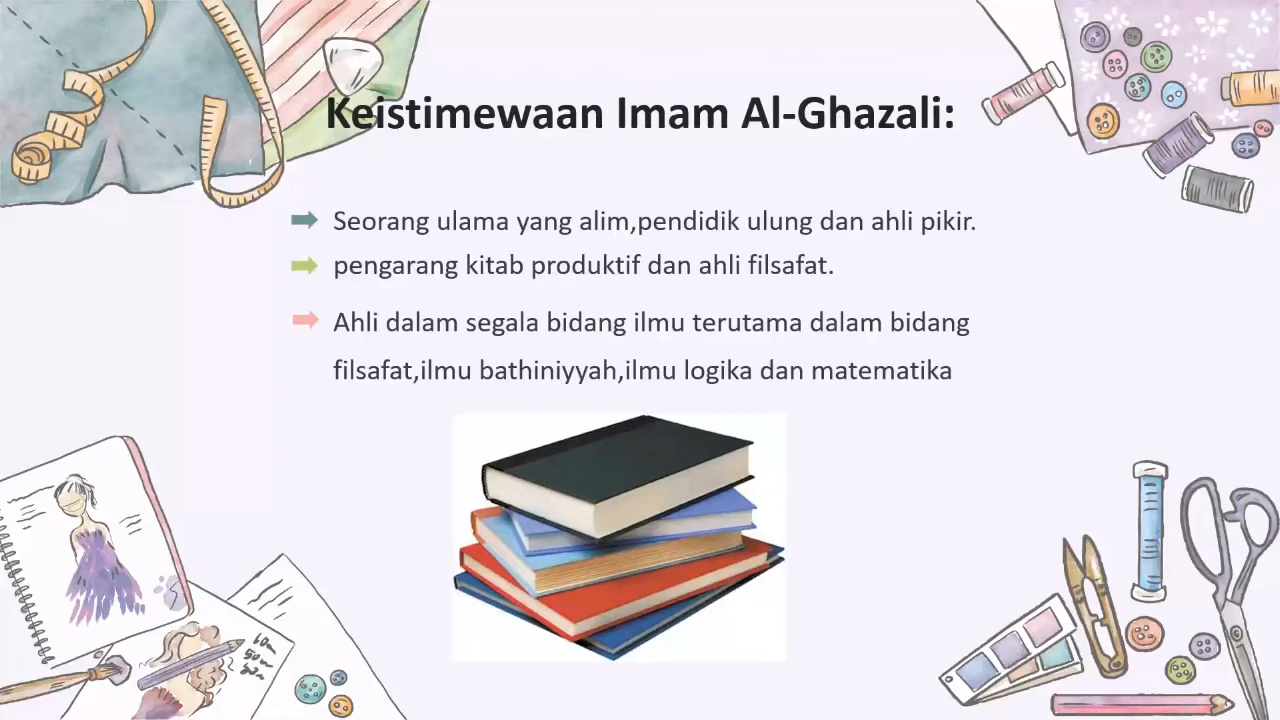 Keistimewaan Imam Al-Ghazali:
Seorang ulama yang alim,pendidik ulung dan ahli pikir.
pengarang kitab produktif dan ahli filsafat.
Ahli dalam segala bidang ilmu terutama dalam bidang
filsafat,ilmu bathiniyyah,ilmu logika dan matematika